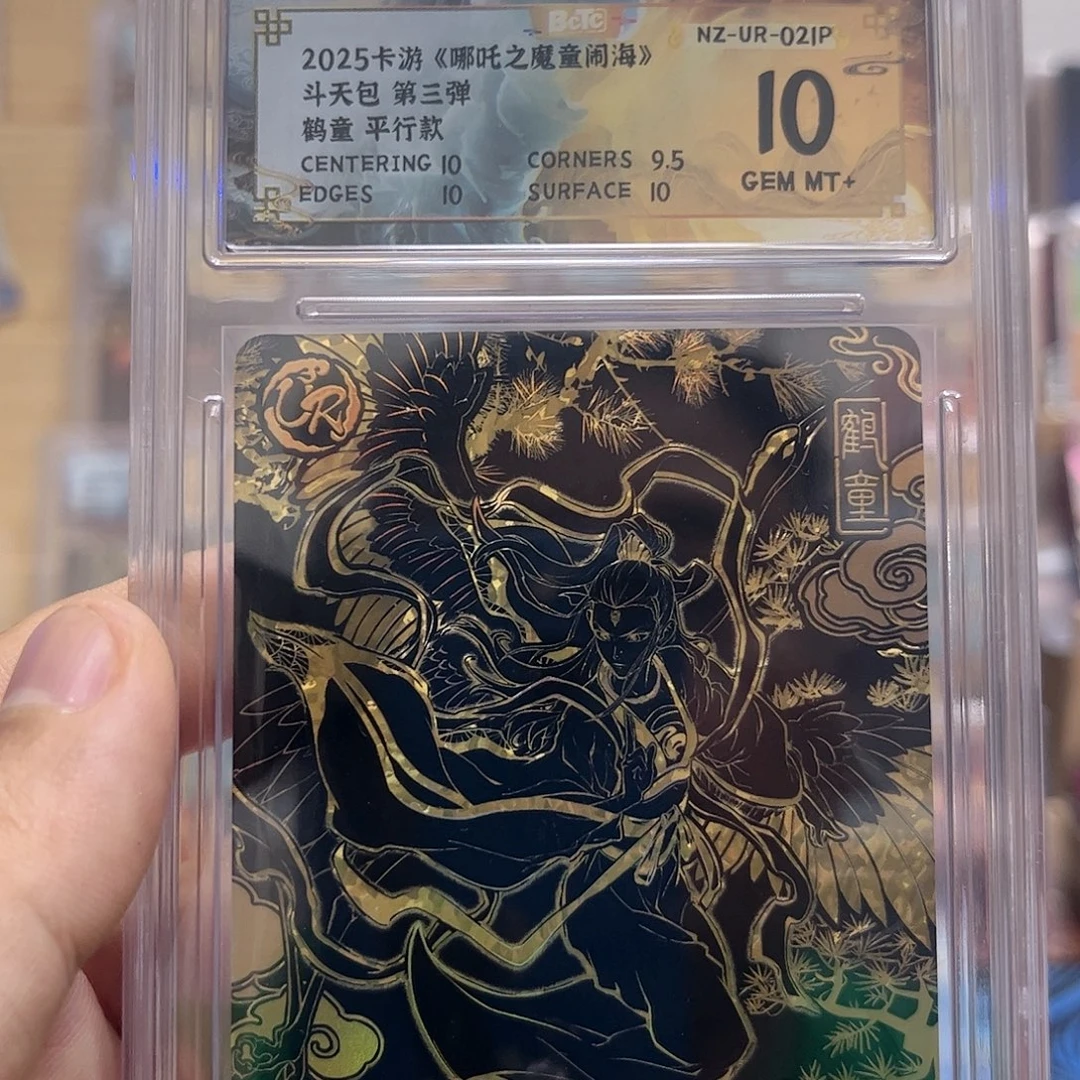 BCTC
NZ-UR-021P
2025卡游《哪吒之魔童闹海》
斗天包 第三弹
鹤童 平行款
10
GEM MT+
CENTERING 10 CORNERS 9.5
EDGES 10 SURFACE 10
UR
鹤童